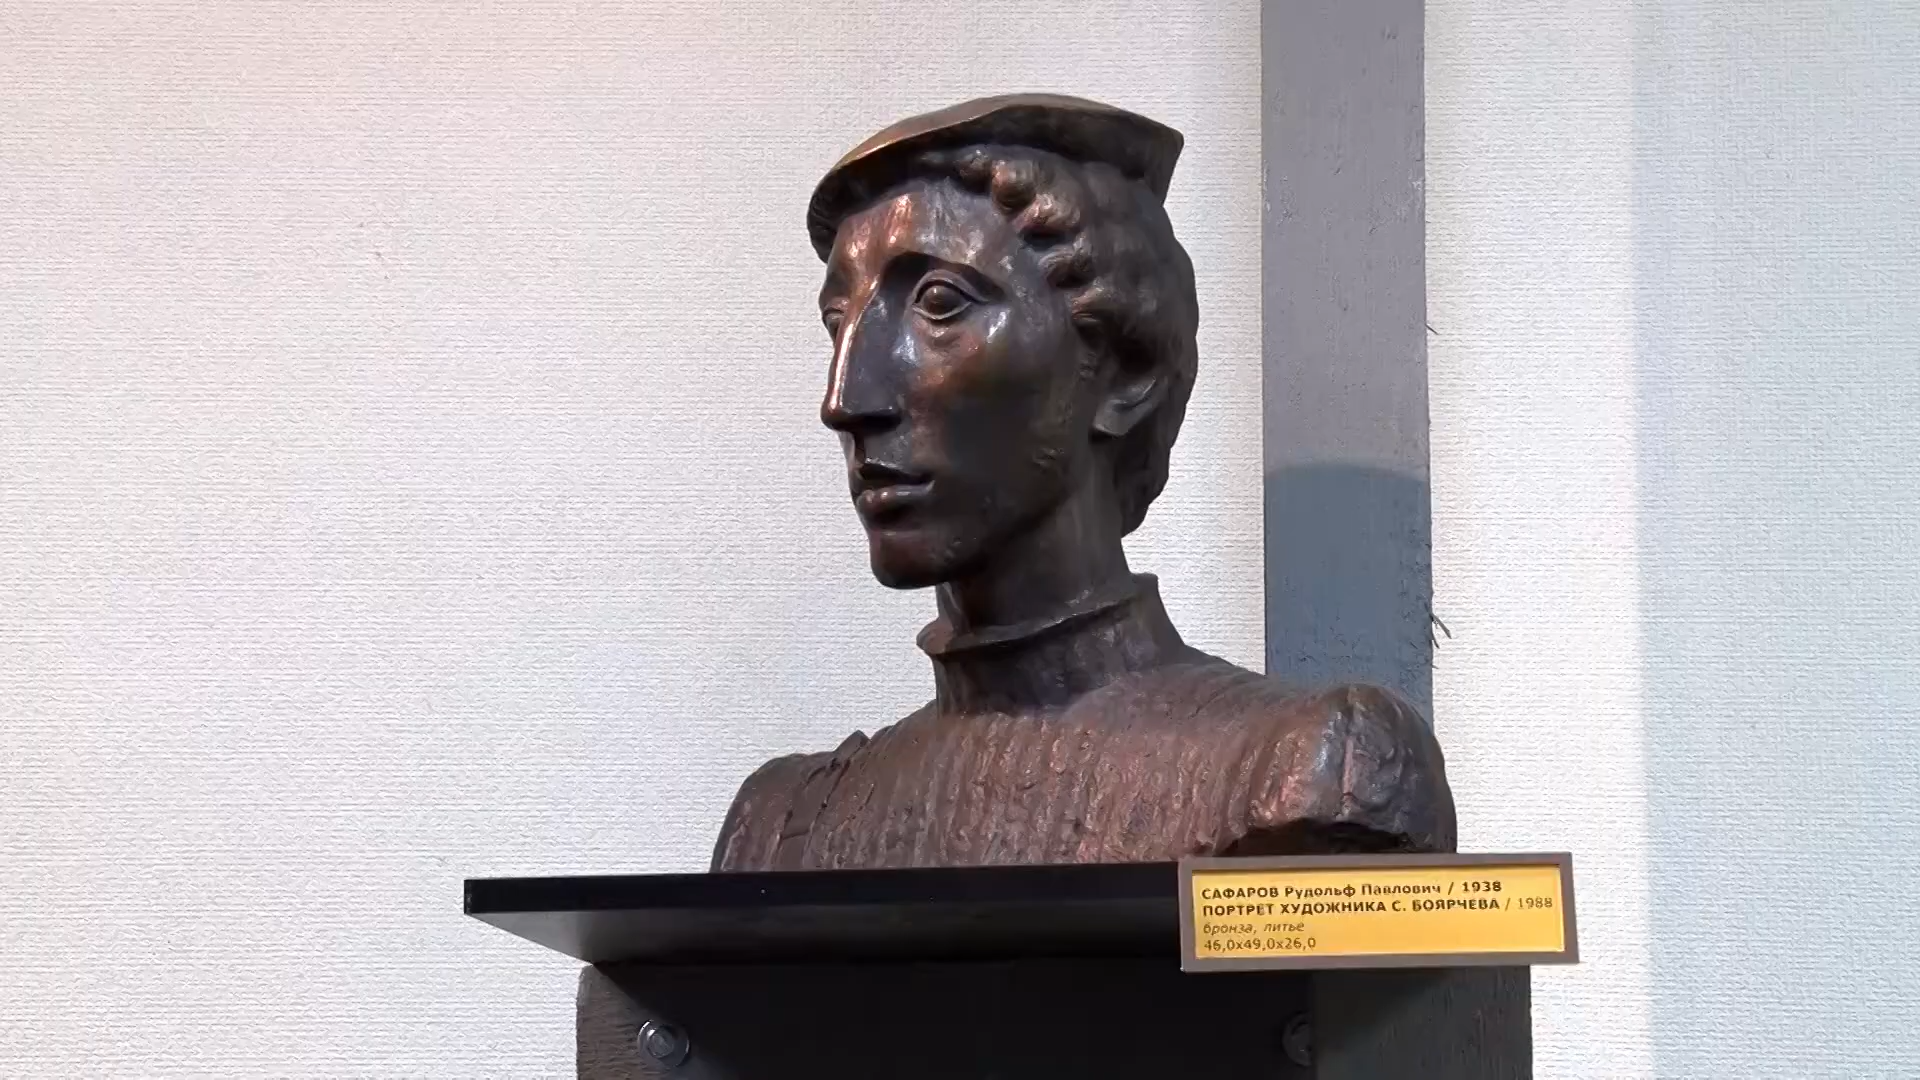 САФАРОВ Рудольф Павлович / 1938
ПОРТРЕТ ХУДОЖНИКА С. БОЯРЧЕВА / 1988
бронза, литье
46,0х49,0х26,0